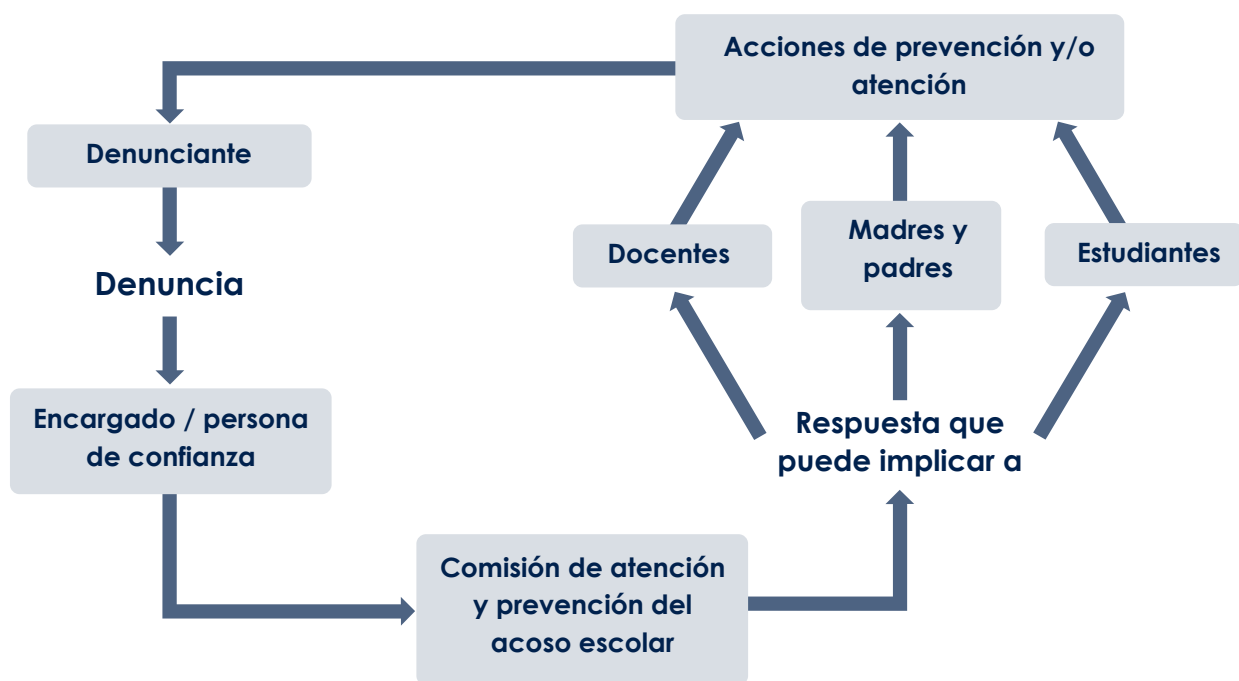 Acciones de prevención y/o
atención
Denunciante
Denuncia
Encargado / persona
de confianza
Comisión de atención
y prevención del
acoso escolar
Respuesta que
puede implicar a
Docentes
Madres y
padres
Estudiantes